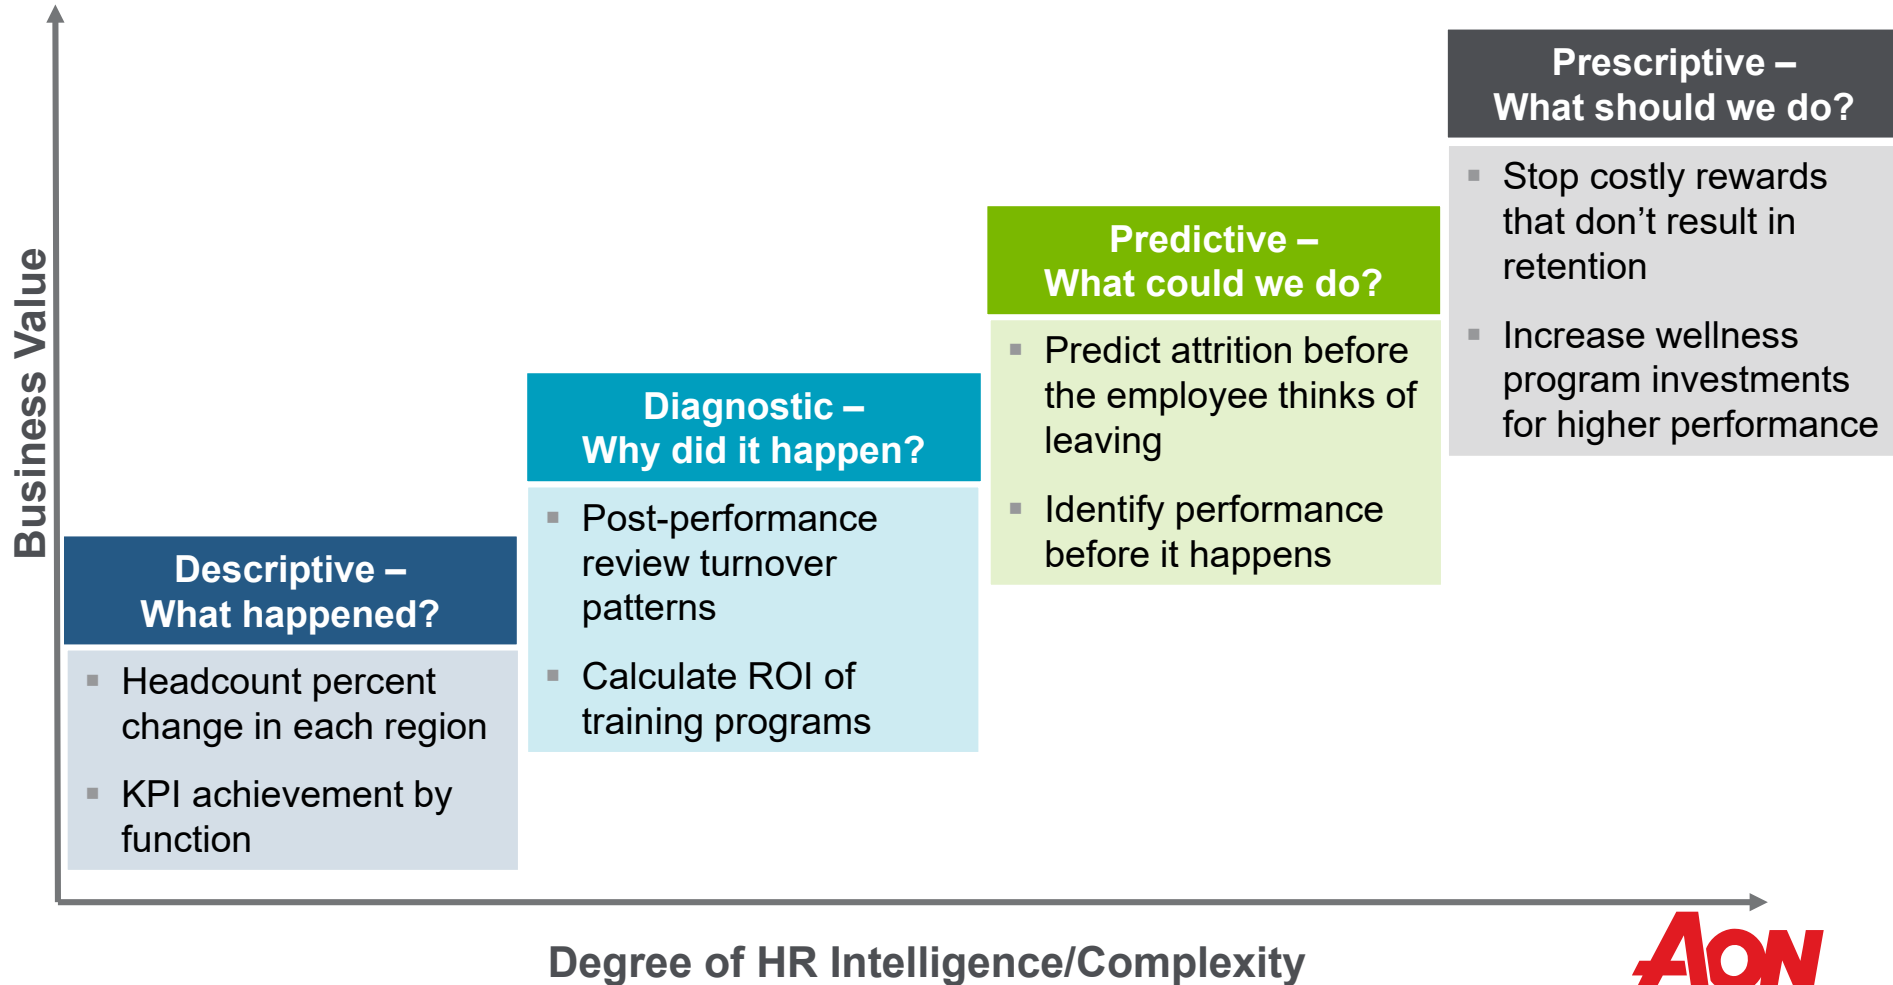 Business Value
Prescriptive –
What should we do?
▪ Stop costly rewards
that don’t result in
retention
▪ Increase wellness
program investments
for higher performance
Predictive –
What could we do?
▪ Predict attrition before
the employee thinks of
leaving
▪ Identify performance
before it happens
Diagnostic –
Why did it happen?
▪ Post-performance
review turnover
patterns
▪ Calculate ROI of
training programs
Descriptive –
What happened?
▪ Headcount percent
change in each region
▪ KPI achievement by
function
Degree of HR Intelligence/Complexity
AON